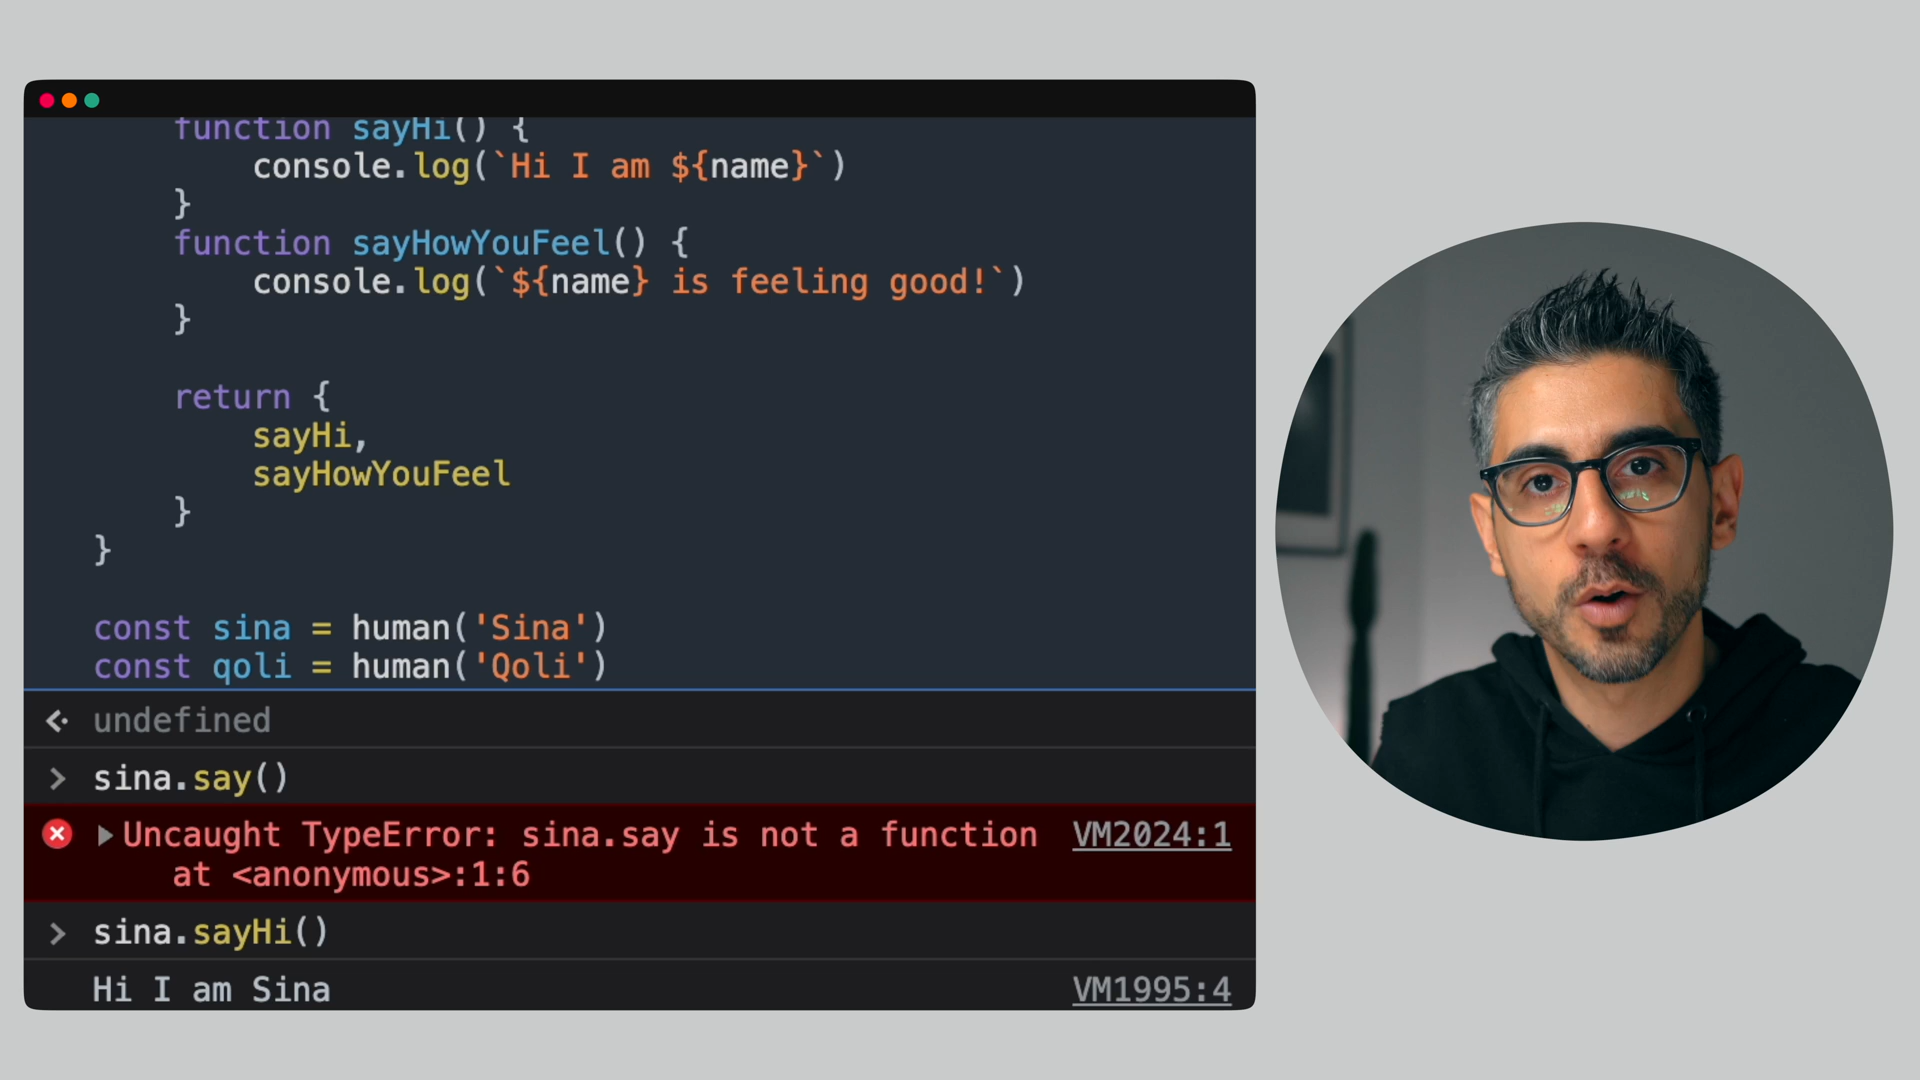 function sayHi() {
console.log(`Hi I am ${name}`)
}
function sayHowYouFeel() {
console.log(`${name} is feeling good!`)
}
return {
sayHi,
sayHowYouFeel
}
}
const sina = human('Sina')
const qoli = human('Qoli')
undefined
> sina.say()
Uncaught TypeError: sina.say is not a function VM2024:1
at <anonymous>:1:6
> sina.sayHi()
Hi I am Sina VM1995:4